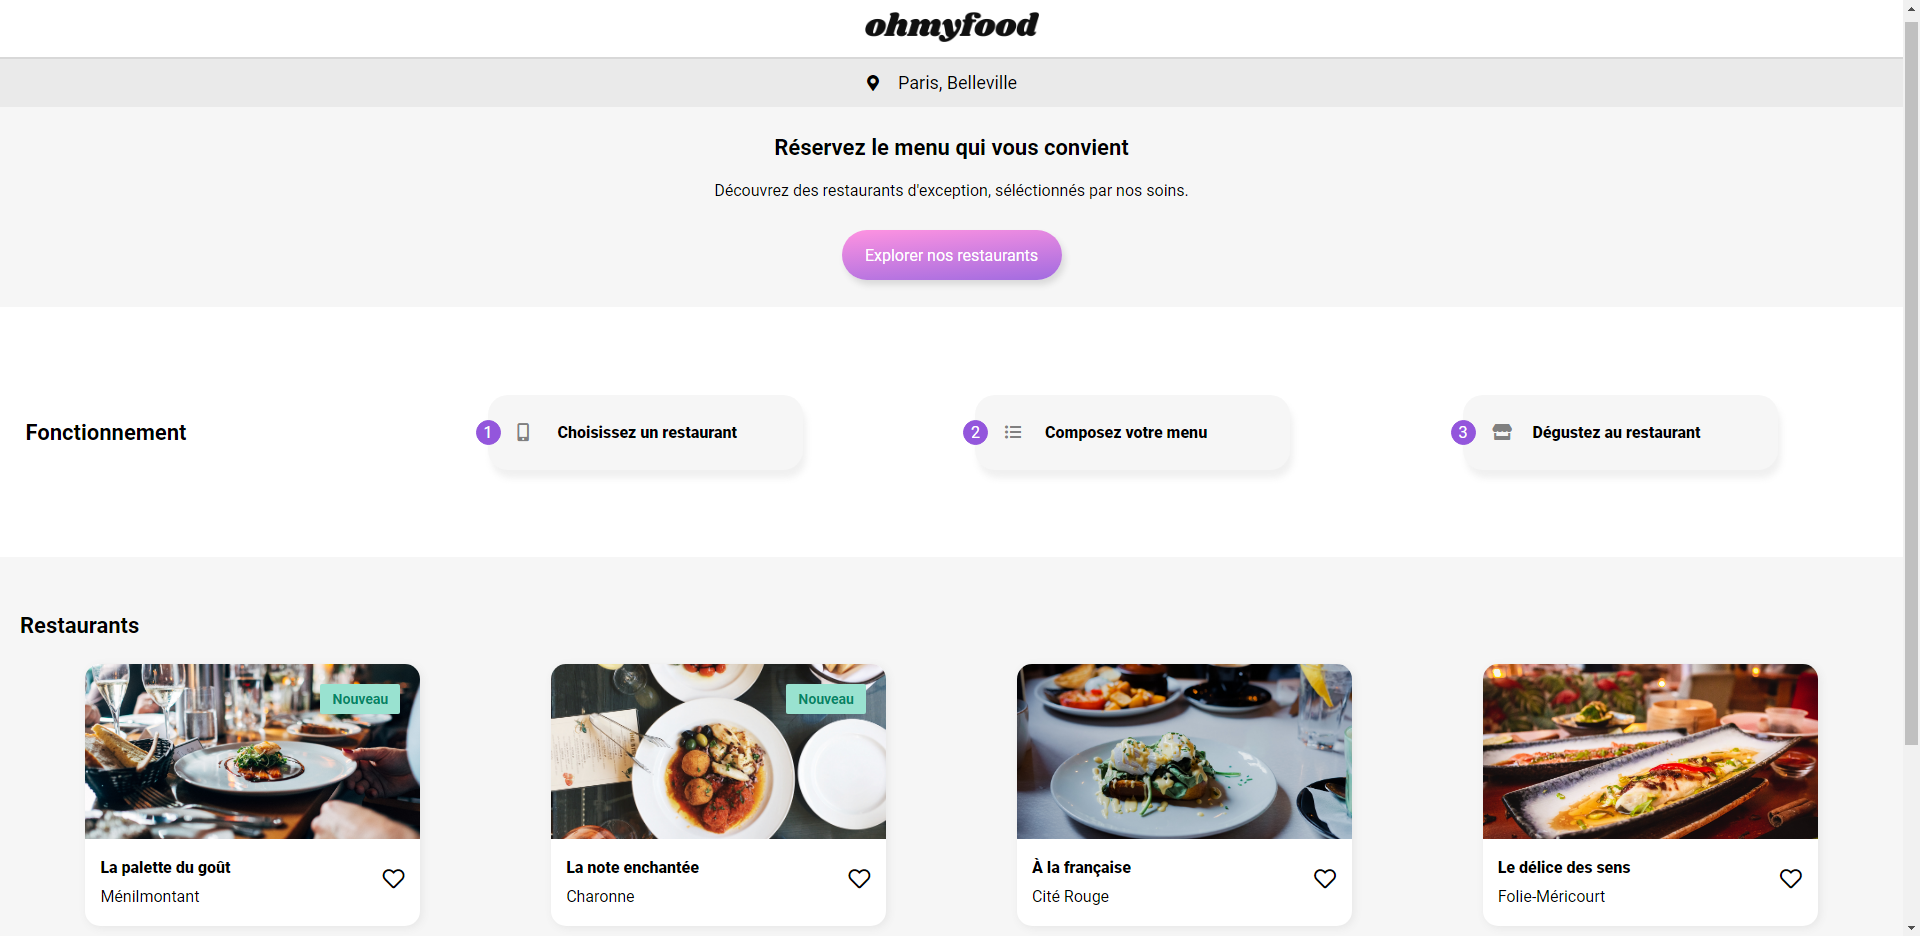 ohmyfood
Paris, Belleville
Réservez le menu qui vous convient
Découvrez des restaurants d'exception, séléctionnés par nos soins.
Explorer nos restaurants
Fonctionnement
1 Choisissez un restaurant
2 Composez votre menu
3 Dégustez au restaurant
Restaurants
Nouveau
La palette du goût
Ménilmontant
Nouveau
La note enchantée
Charonne
À la française
Cité Rouge
Le délice des sens
Folie-Méricourt